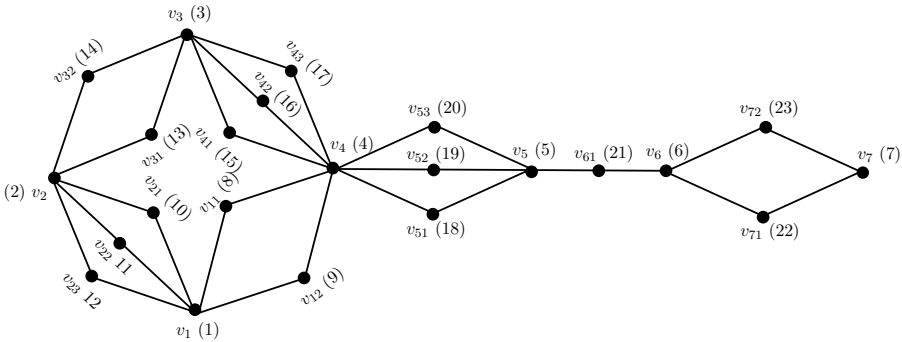 v₃ (3)
v₃₂ (14)
v₄₃ (17)
v₄₂ (16)
v₃₁ (13)
v₄₁ (15)
v₅₃ (20)
v₇₂ (23)
v₄ (4)
v₅₂ (19)
v₅ (5)
v₆₁ (21)
v₆ (6)
v₇ (7)
(2) v₂
v₂₁ (10)
v₁₁ (8)
v₅₁ (18)
v₇₁ (22)
v₂₂ 11
v₂₃ 12
v₁₂ (9)
v₁ (1)